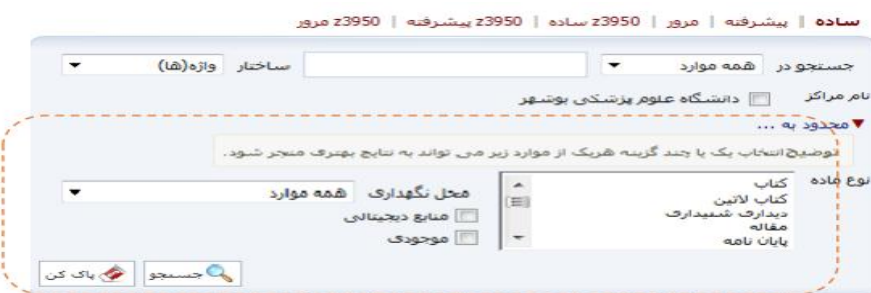 ساده | پیشرفته | مرور | z3950 ساده | z3950 پیشرفته | z3950 مرور
جستجو در همه موارد ساختار واژه(ها)
نام مراکز دانشگاه علوم پزشکی بوشهر
محدود به ...
توضیح:انتخاب یک یا چند گزینه هریک از موارد زیر می تواند به نتایج بهتری منجر شود.
نوع ماده
کتاب
کتاب لاتین
دیداری شنیداری
مقاله
پایان نامه
محل نگهداری همه موارد
منابع دیجیتالی
موجودی
جستجو پاک کن